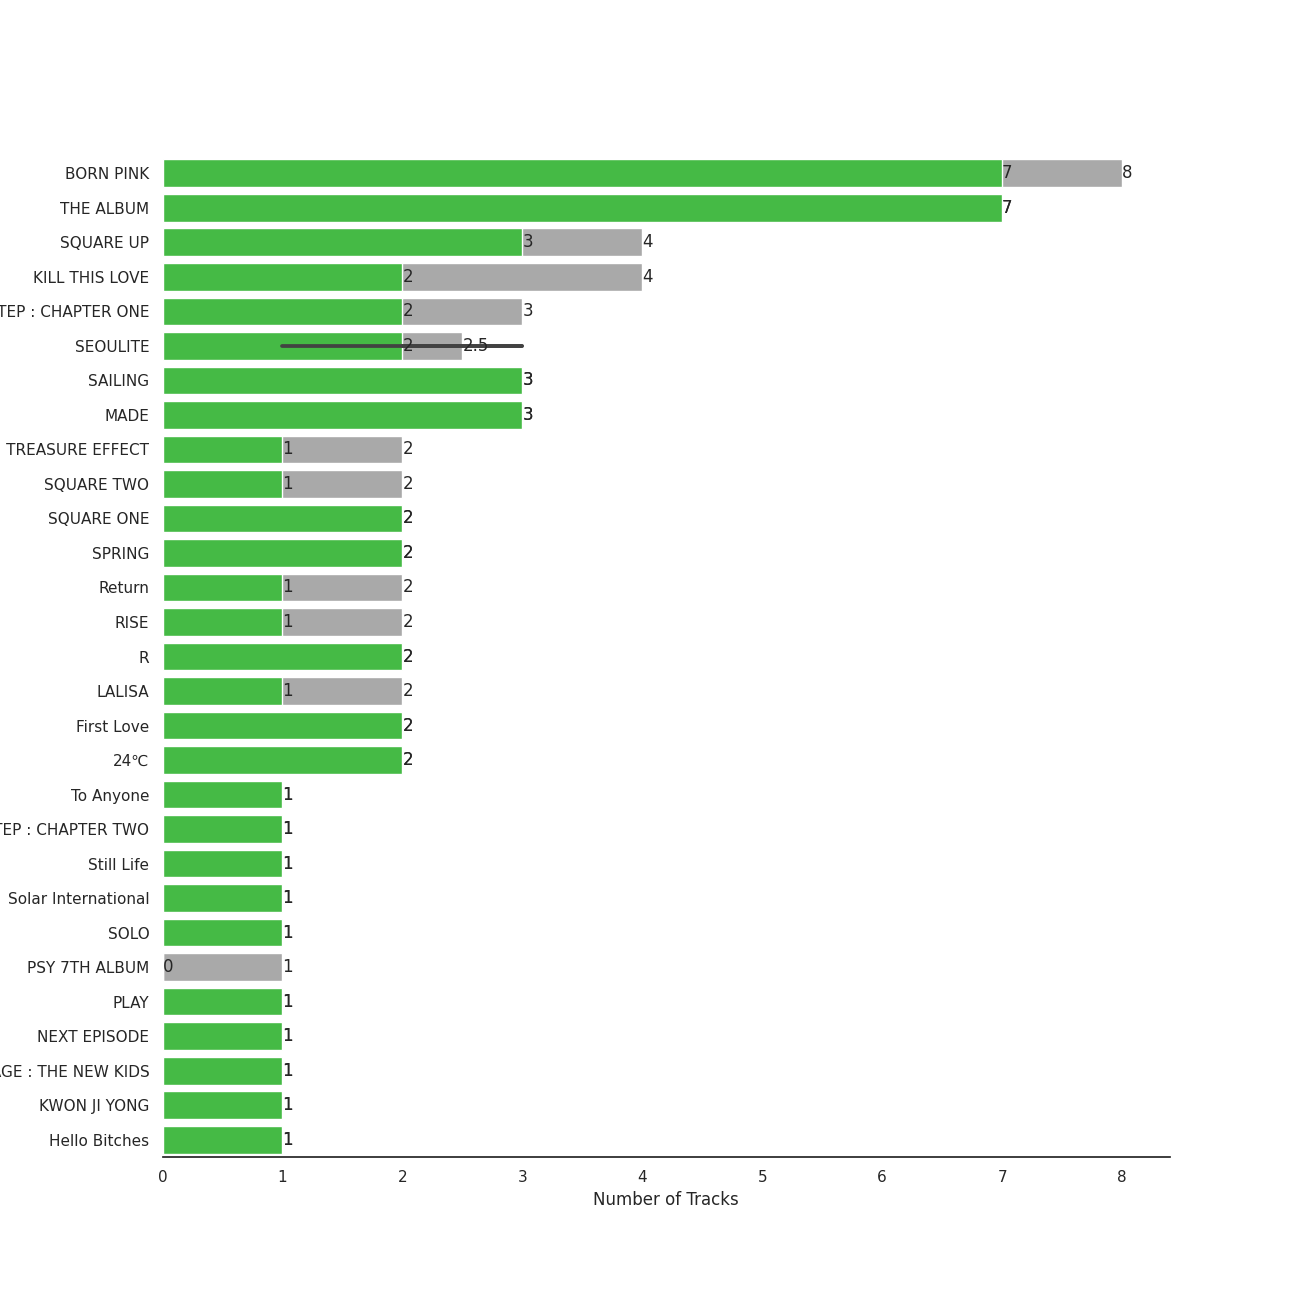 BORN PINK 7 8
THE ALBUM 7
SQUARE UP 3 4
KILL THIS LOVE 2 4
TEP : CHAPTER ONE 2 3
SEOULITE 2 2.5
SAILING 3
MADE 3
TREASURE EFFECT 1 2
SQUARE TWO 1 2
SQUARE ONE 2
SPRING 2
Return 1 2
RISE 1 2
R 2
LALISA 1 2
First Love 2
24℃ 2
To Anyone 1
TEP : CHAPTER TWO 1
Still Life 1
Solar International 1
SOLO 1
PSY 7TH ALBUM 0 1
PLAY 1
NEXT EPISODE 1
GE : THE NEW KIDS 1
KWON JI YONG 1
Hello Bitches 1
0 1 2 3 4 5 6 7 8
Number of Tracks